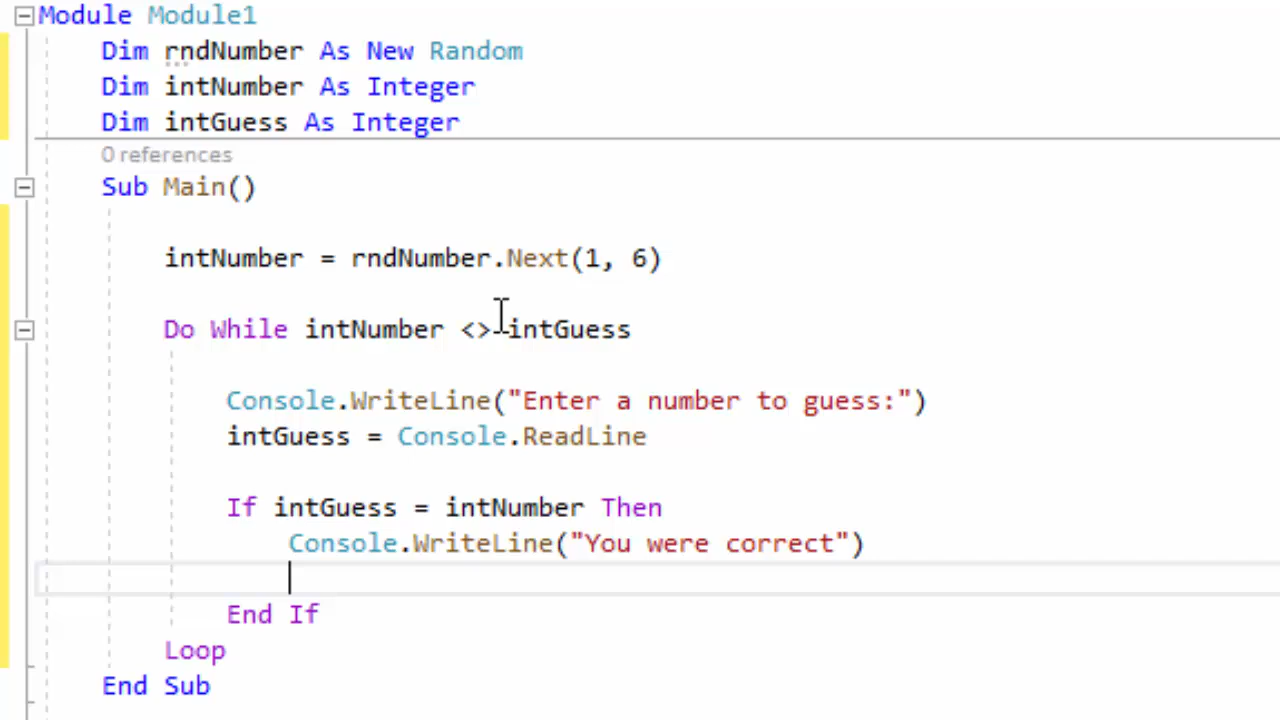 Module Module1
Dim rndNumber As New Random
Dim intNumber As Integer
Dim intGuess As Integer
0 references
Sub Main()
intNumber = rndNumber.Next(1, 6)
Do While intNumber <> intGuess
Console.WriteLine("Enter a number to guess:")
intGuess = Console.ReadLine
If intGuess = intNumber Then
Console.WriteLine("You were correct")
End If
Loop
End Sub